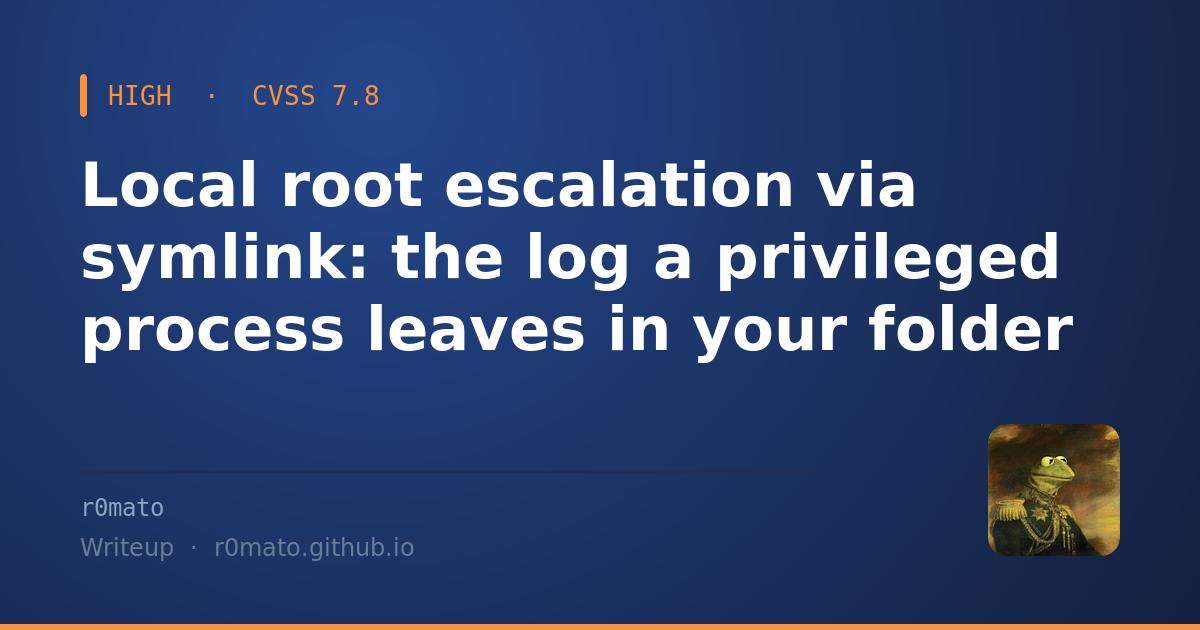 HIGH · CVSS 7.8
Local root escalation via
symlink: the log a privileged
process leaves in your folder
r0mato
Writeup · r0mato.github.io